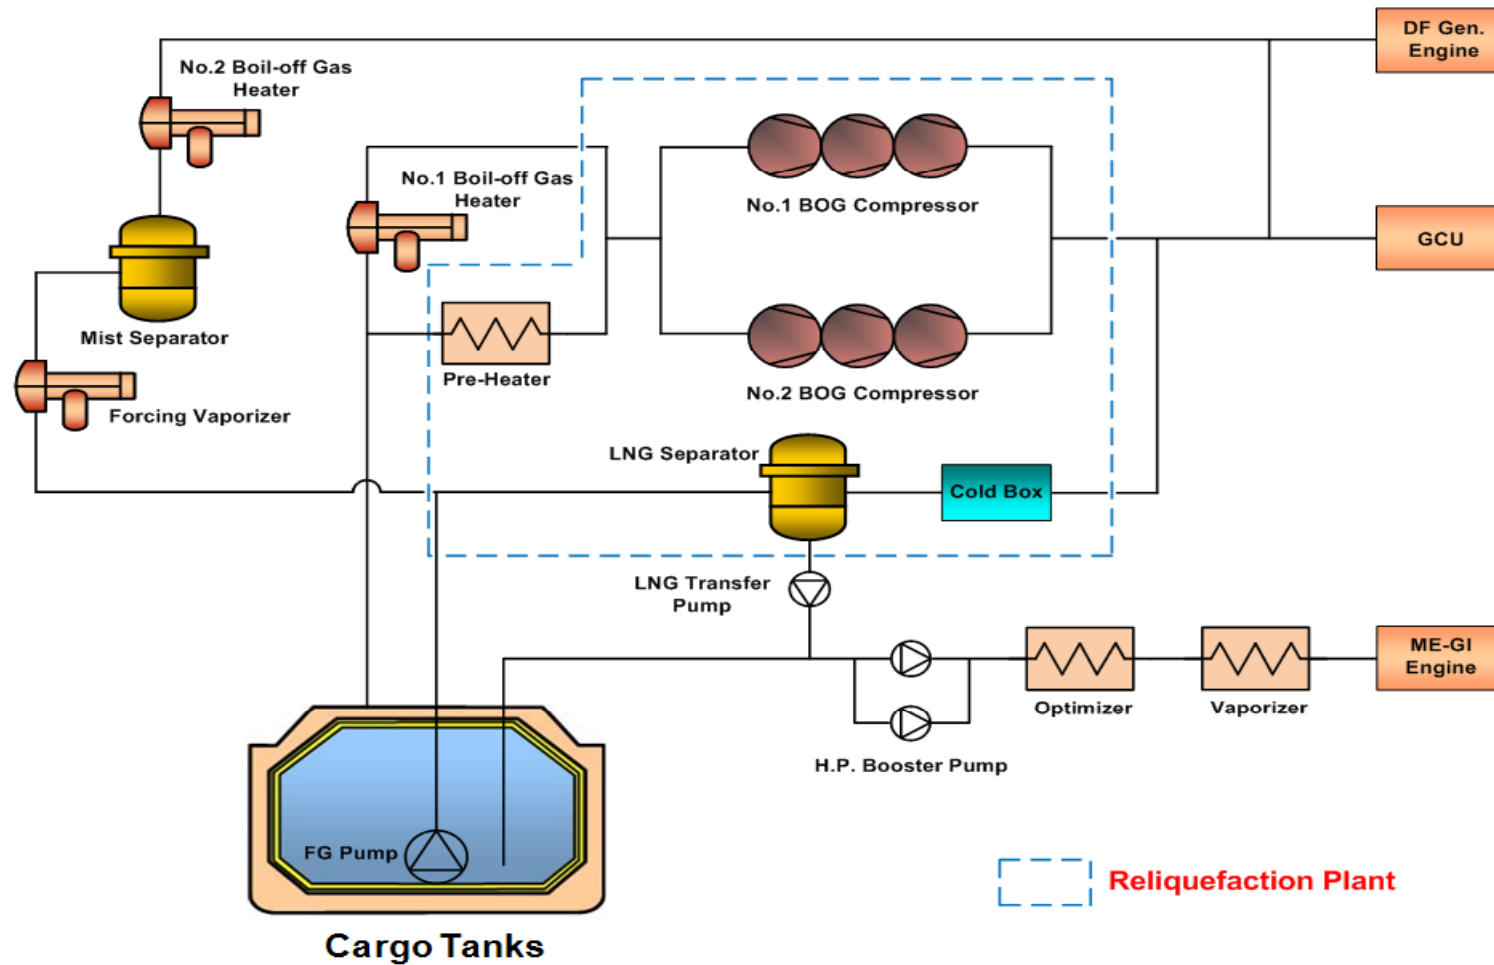 DF Gen.
Engine
No.2 Boil-off Gas
Heater
No.1 Boil-off Gas
Heater
No.1 BOG Compressor
GCU
Mist Separator
Pre-Heater
No.2 BOG Compressor
Forcing Vaporizer
LNG Separator
Cold Box
LNG Transfer
Pump
ME-GI
Engine
Optimizer
Vaporizer
H.P. Booster Pump
FG Pump
Reliquefaction Plant
Cargo Tanks